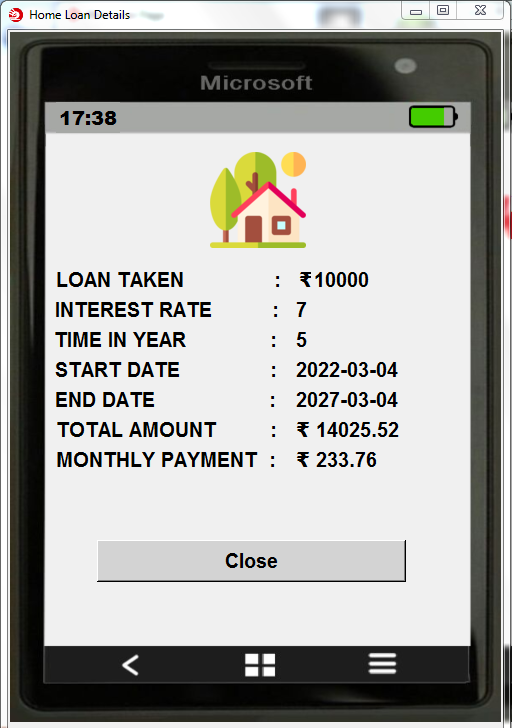 Home Loan Details
Microsoft
17:38
LOAN TAKEN : ₹10000
INTEREST RATE : 7
TIME IN YEAR : 5
START DATE : 2022-03-04
END DATE : 2027-03-04
TOTAL AMOUNT : ₹ 14025.52
MONTHLY PAYMENT : ₹ 233.76
Close